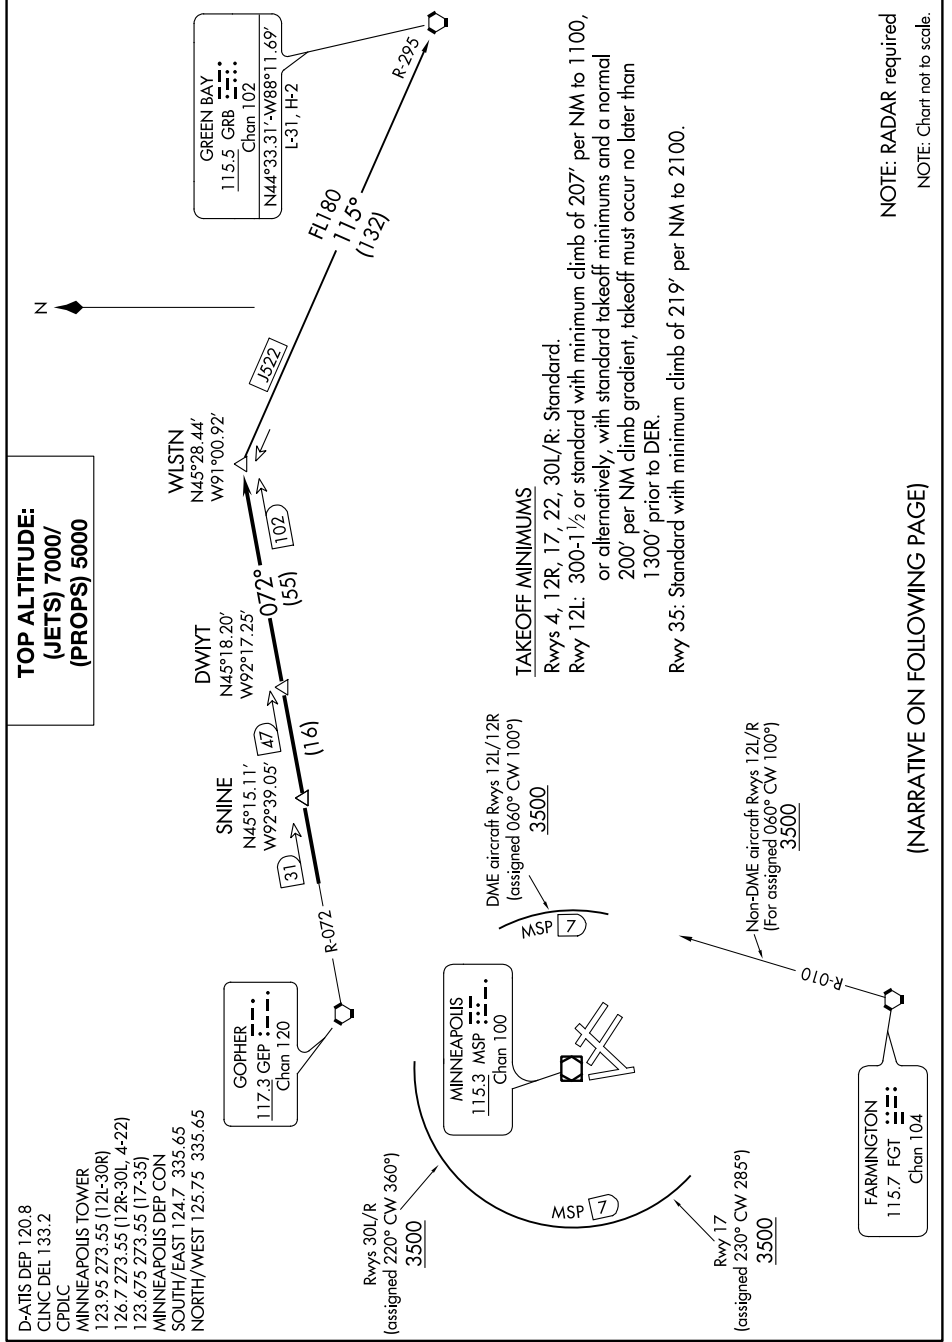 D-ATIS DEP 120.8
CLNC DEL 133.2
CPDLC
MINNEAPOLIS TOWER
123.95 273.55 (12L-30R)
126.7 273.55 (12R-30L, 4-22)
123.675 273.55 (17-35)
MINNEAPOLIS DEP CON
SOUTH/EAST 124.7 335.65
NORTH/WEST 125.75 335.65
TOP ALTITUDE:
(JETS) 7000/
(PROPS) 5000
N
GOPHER
117.3 GEP
Chan 120
R-072
31
SNINE
N45°15.11'
W92°39.05'
47
(16)
DWIYT
N45°18.20'
W92°17.25'
072°
(55)
102
WLSTN
N45°28.44'
W91°00.92'
J522
FL180
115°
(132)
R-295
GREEN BAY
115.5 GRB
Chan 102
N44°33.31'-W88°11.69'
L-31, H-2
Rwys 30L/R
(assigned 220° CW 360°)
3500
MSP 7
Rwy 17
(assigned 230° CW 285°)
3500
MINNEAPOLIS
115.3 MSP
Chan 100
MSP 7
DME aircraft Rwys 12L/12R
(assigned 060° CW 100°)
3500
FARMINGTON
115.7 FGT
Chan 104
R-010
Non-DME aircraft Rwys 12L/R
(For assigned 060° CW 100°)
3500
TAKEOFF MINIMUMS
Rwys 4, 12R, 17, 22, 30L/R: Standard.
Rwy 12L: 300-1½ or standard with minimum climb of 207' per NM to 1100,
or alternatively, with standard takeoff minimums and a normal
200' per NM climb gradient, takeoff must occur no later than
1300' prior to DER.
Rwy 35: Standard with minimum climb of 219' per NM to 2100.
NOTE: RADAR required
NOTE: Chart not to scale.
(NARRATIVE ON FOLLOWING PAGE)